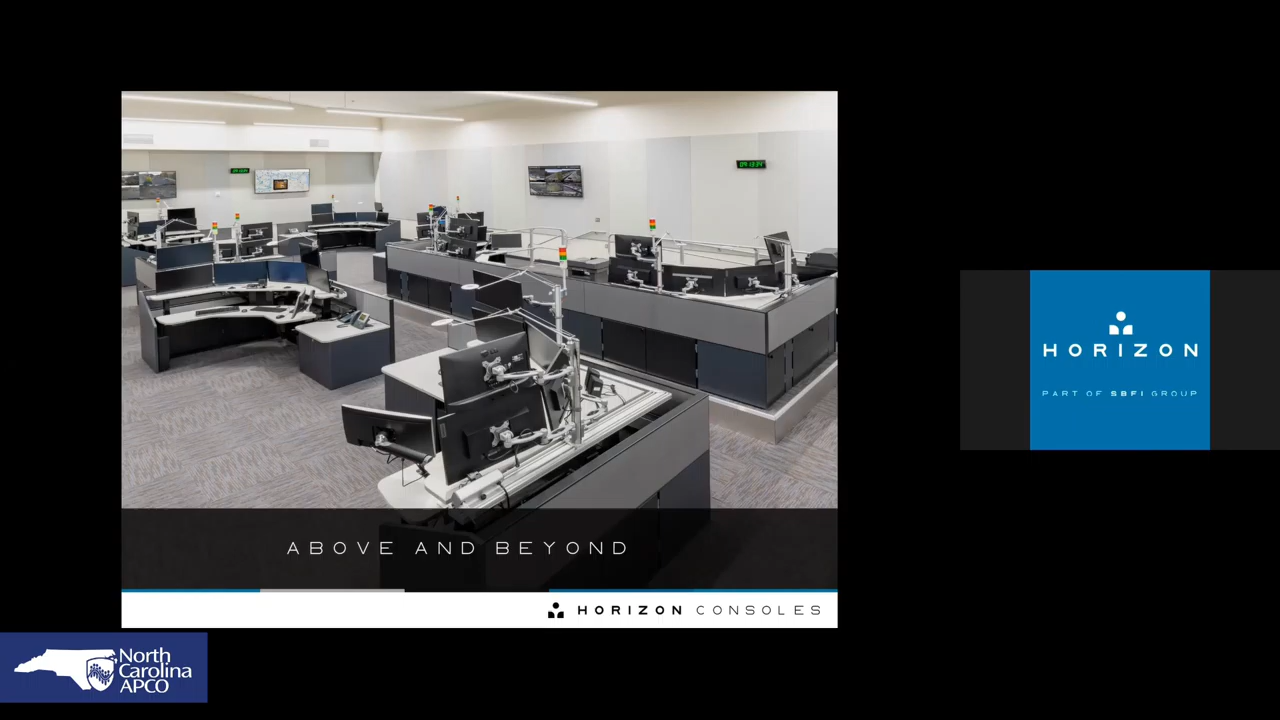 ABOVE AND BEYOND
HORIZON CONSOLES
HORIZON
PART OF SBFI GROUP
North
Carolina
APCO